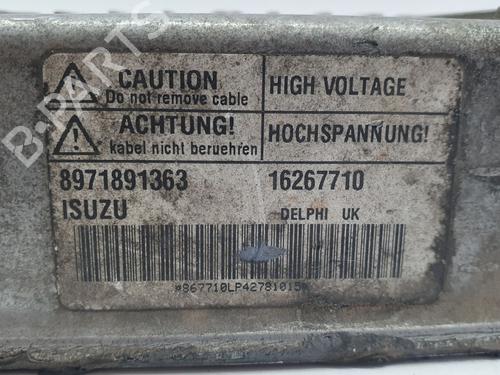 CAUTION
Do not remove cable
HIGH VOLTAGE
ACHTUNG!
kabel nicht beruehren
HOCHSPANNUNG!
8971891363
16267710
ISUZU
DELPHI UK
B-PARTS